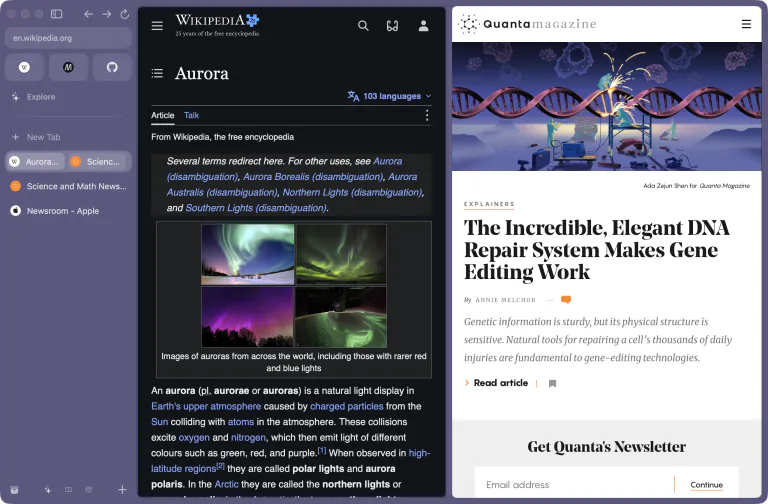 en.wikipedia.org
Explore
New Tab
Aurora...
Scienc...
Science and Math News...
Newsroom - Apple
WIKIPEDIA
25 years of the free encyclopedia
Aurora
103 languages
Article Talk
From Wikipedia, the free encyclopedia
Several terms redirect here. For other uses, see Aurora
(disambiguation), Aurora Borealis (disambiguation), Aurora
Australis (disambiguation), Northern Lights (disambiguation),
and Southern Lights (disambiguation).
Images of auroras from across the world, including those with rarer red
and blue lights
An aurora (pl. aurorae or auroras) is a natural light display in
Earth's upper atmosphere caused by charged particles from the
Sun colliding with atoms in the atmosphere. These collisions
excite oxygen and nitrogen, which then emit light of different
colours such as green, red, and purple.[1] When observed in high-
latitude regions[2] they are called polar lights and aurora
polaris. In the Arctic they are called the northern lights or
Quantamagazine
Ada Zejun Shen for Quanta Magazine
EXPLAINERS
The Incredible, Elegant DNA
Repair System Makes Gene
Editing Work
By ANNIE MELCHOR
Genetic information is sturdy, but its physical structure is
sensitive. Natural tools for repairing a cell's thousands of daily
injuries are fundamental to gene-editing technologies.
Read article
Get Quanta's Newsletter
Email address
Continue